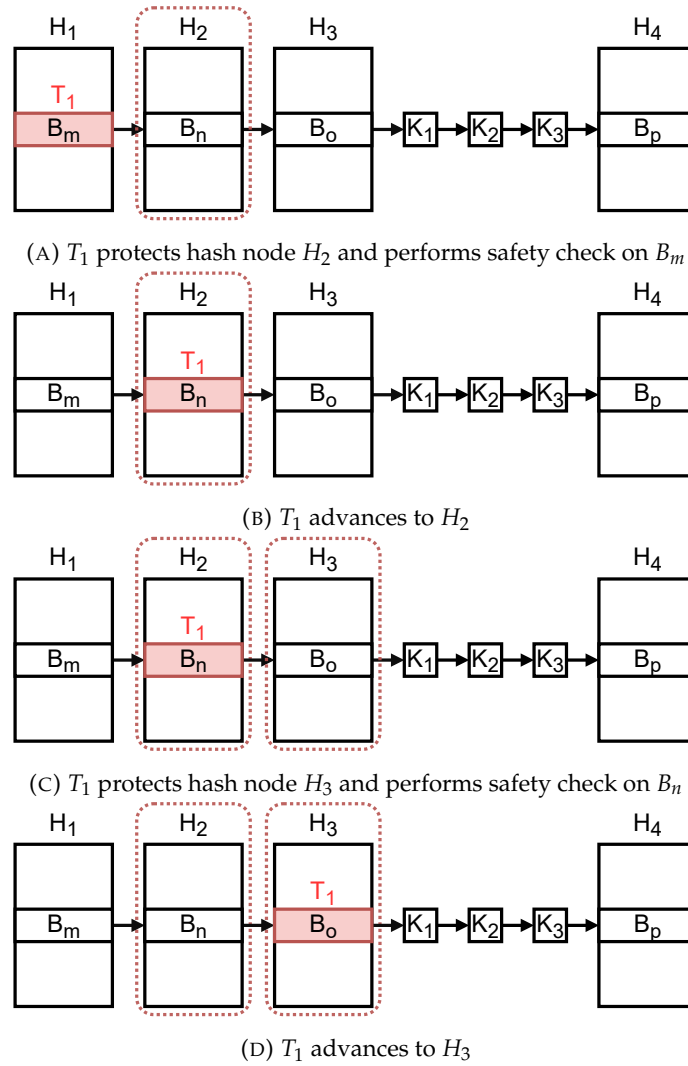 H₁ H₂ H₃ H₄
T₁
Bₘ Bₙ Bₒ K₁ K₂ K₃ Bₚ
(A) T₁ protects hash node H₂ and performs safety check on Bₘ
H₁ H₂ H₃ H₄
T₁
Bₘ Bₙ Bₒ K₁ K₂ K₃ Bₚ
(B) T₁ advances to H₂
H₁ H₂ H₃ H₄
T₁
Bₘ Bₙ Bₒ K₁ K₂ K₃ Bₚ
(C) T₁ protects hash node H₃ and performs safety check on Bₙ
H₁ H₂ H₃ H₄
T₁
Bₘ Bₙ Bₒ K₁ K₂ K₃ Bₚ
(D) T₁ advances to H₃